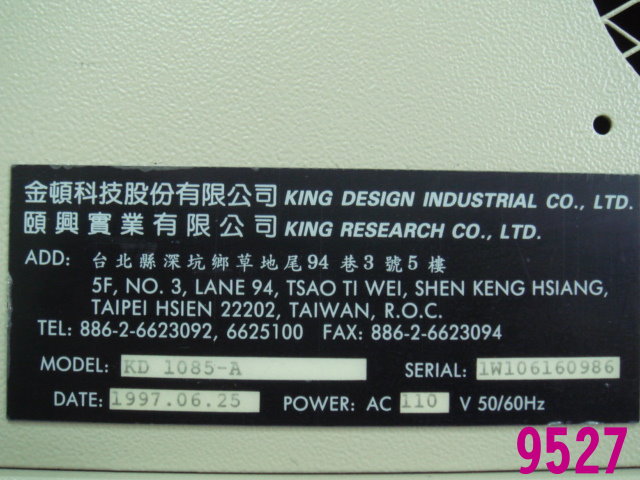 金頓科技股份有限公司 KING DESIGN INDUSTRIAL CO., LTD.
頤興實業有限公司 KING RESEARCH CO., LTD.
ADD: 台北縣深坑鄉草地尾94巷3號5樓
5F, NO. 3, LANE 94, TSAO TI WEI, SHEN KENG HSIANG,
TAIPEI HSIEN 22202, TAIWAN, R.O.C.
TEL: 886-2-6623092, 6625100 FAX: 886-2-6623094
MODEL: KD 1085-A SERIAL: 1W106160986
DATE: 1997.06.25 POWER: AC 110 V 50/60Hz
9527